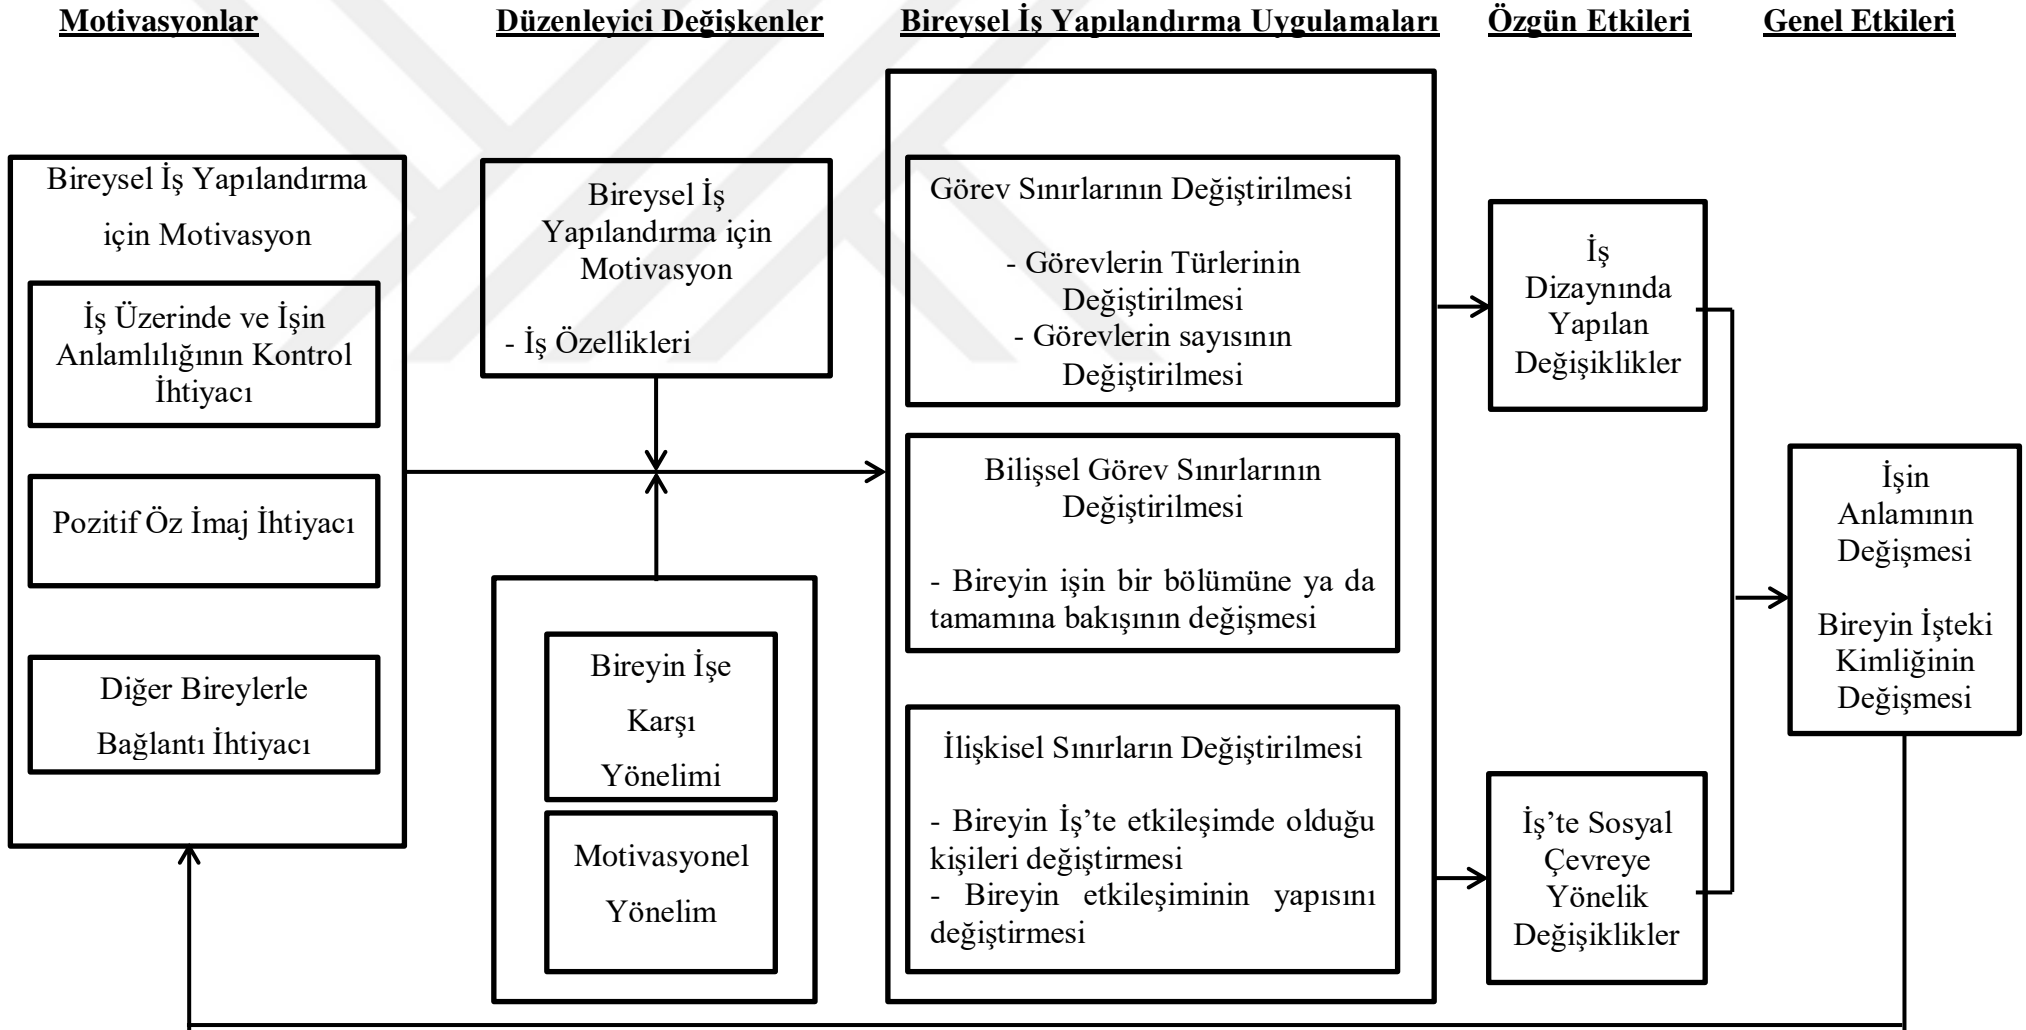 Motivasyonlar
Düzenleyici Değişkenler
Bireysel İş Yapılandırma Uygulamaları
Özgün Etkileri
Genel Etkileri
Bireysel İş Yapılandırma
için Motivasyon
İş Üzerinde ve İşin
Anlamlılığının Kontrol
İhtiyacı
Pozitif Öz İmaj İhtiyacı
Diğer Bireylerle
Bağlantı İhtiyacı
Bireysel İş
Yapılandırma için
Motivasyon
- İş Özellikleri
Bireyin İşe
Karşı
Yönelimi
Motivasyonel
Yönelim
Görev Sınırlarının Değiştirilmesi
- Görevlerin Türlerinin
Değiştirilmesi
- Görevlerin sayısının
Değiştirilmesi
Bilişsel Görev Sınırlarının
Değiştirilmesi
- Bireyin işin bir bölümüne ya da
tamamına bakışının değişmesi
İlişkisel Sınırların Değiştirilmesi
- Bireyin İş’te etkileşimde olduğu
kişileri değiştirmesi
- Bireyin etkileşiminin yapısını
değiştirmesi
İş
Dizaynında
Yapılan
Değişiklikler
İş’te Sosyal
Çevreye
Yönelik
Değişiklikler
İşin
Anlamının
Değişmesi
Bireyin İşteki
Kimliğinin
Değişmesi